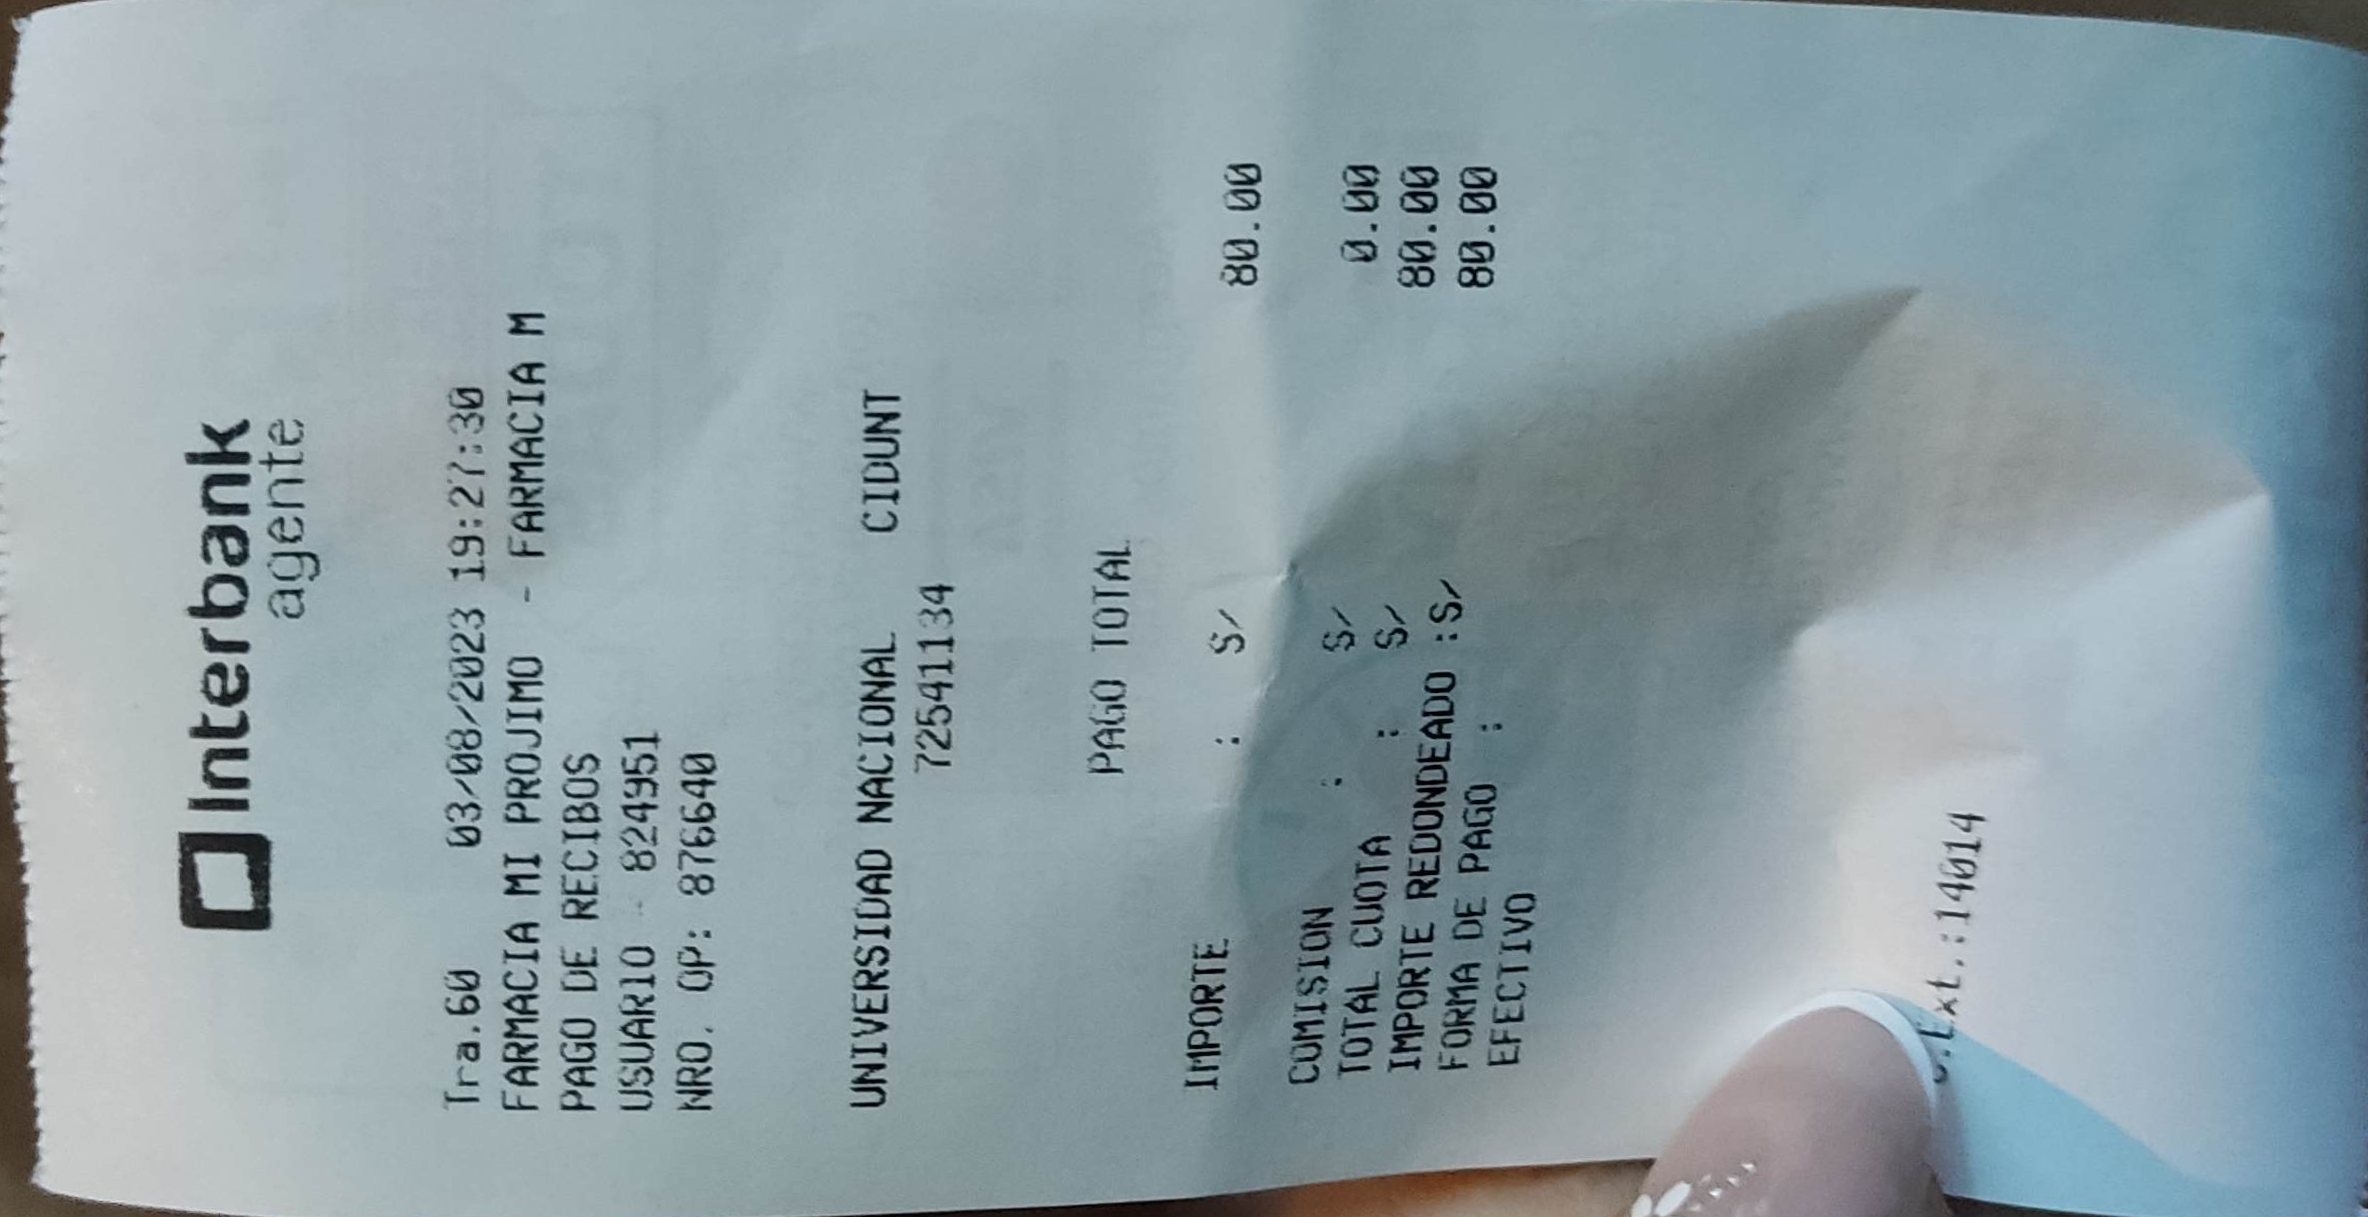 Interbank
agente
Tra.60 03/08/2023 19:27:30
FARMACIA MI PROJIMO - FARMACIA M
PAGO DE RECIBOS
USUARIO - 824951
NRO. OP: 876640
UNIVERSIDAD NACIONAL CIDUNT
72541134
PAGO TOTAL
IMPORTE : S/ 80.00
COMISION : S/ 0.00
TOTAL CUOTA : S/ 80.00
IMPORTE REDONDEADO :S/ 80.00
FORMA DE PAGO :
EFECTIVO
.Ext.:14014